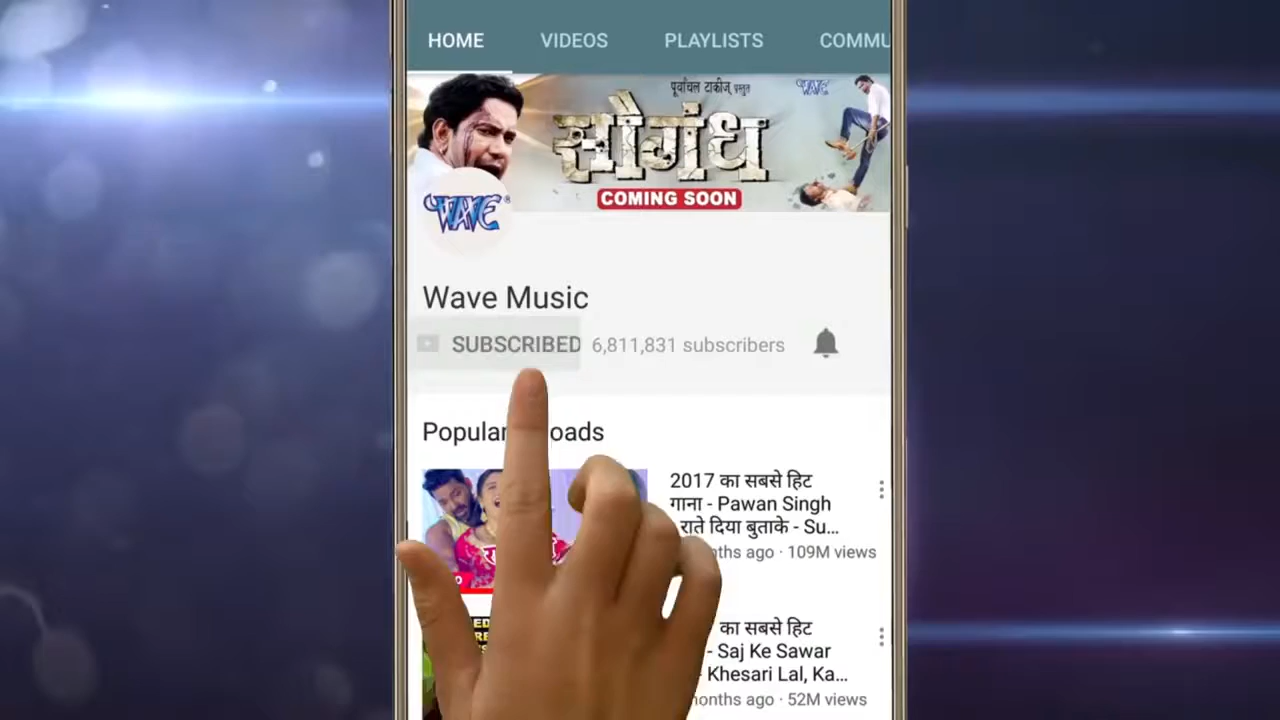 HOME VIDEOS PLAYLISTS COMMU
पूर्वांचल टाकीज् प्रस्तुत WAVE
सौगंध
COMING SOON
WAVE
Wave Music
SUBSCRIBED 6,811,831 subscribers
Popular oads
2017 का सबसे हिट
गाना - Pawan Singh
राते दिया बुताके - Su...
nths ago · 109M views
का सबसे हिट
- Saj Ke Sawar
- Khesari Lal, Ka...
months ago · 52M views